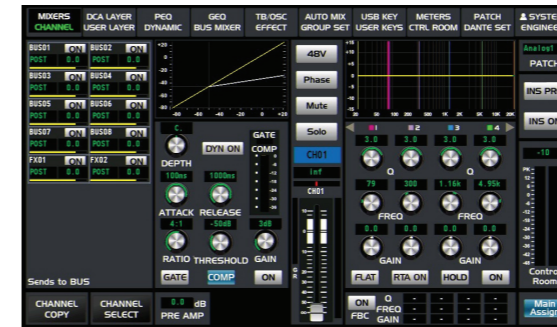 MIXERS DCA LAYER PEQ GEQ TB/OSC AUTO MIX USB KEY METERS PATCH SYSTE
CHANNEL USER LAYER DYNAMIC BUS MIXER EFFECT GROUP SET USER KEYS CTRL ROOM DANTE SET ENGINEE
BUS01 ON BUS02 ON
POST 0.0 POST 0.0
BUS03 ON BUS04 ON
POST 0.0 POST 0.0
BUS05 ON BUS06 ON
POST 0.0 POST 0.0
BUS07 ON BUS08 ON
POST 0.0 POST 0.0
FX01 ON FX02 ON
POST 0.0 POST 0.0
Sends to BUS
CHANNEL COPY
CHANNEL SELECT
DEPTH
DYN ON
GATE COMP
100ms 1000ms
ATTACK RELEASE
4:1 -50dB 3dB
RATIO THRESHOLD GAIN
GATE COMP ON
0.0 dB
PRE AMP
48V
Phase
Mute
Solo
CH01
inf
CH01
1 2 3 4
3.0 3.0 3.0 3.0
Q Q
79 300 1.16k 4.95k
FREQ FREQ
0.0 0.0 0.0 0.0
GAIN GAIN
FLAT RTA ON HOLD ON
ON Q
FREQ
FBC GAIN
Analog1
PATCH
INS PR
INS ON
-10
Contro
Room
Main
Assig